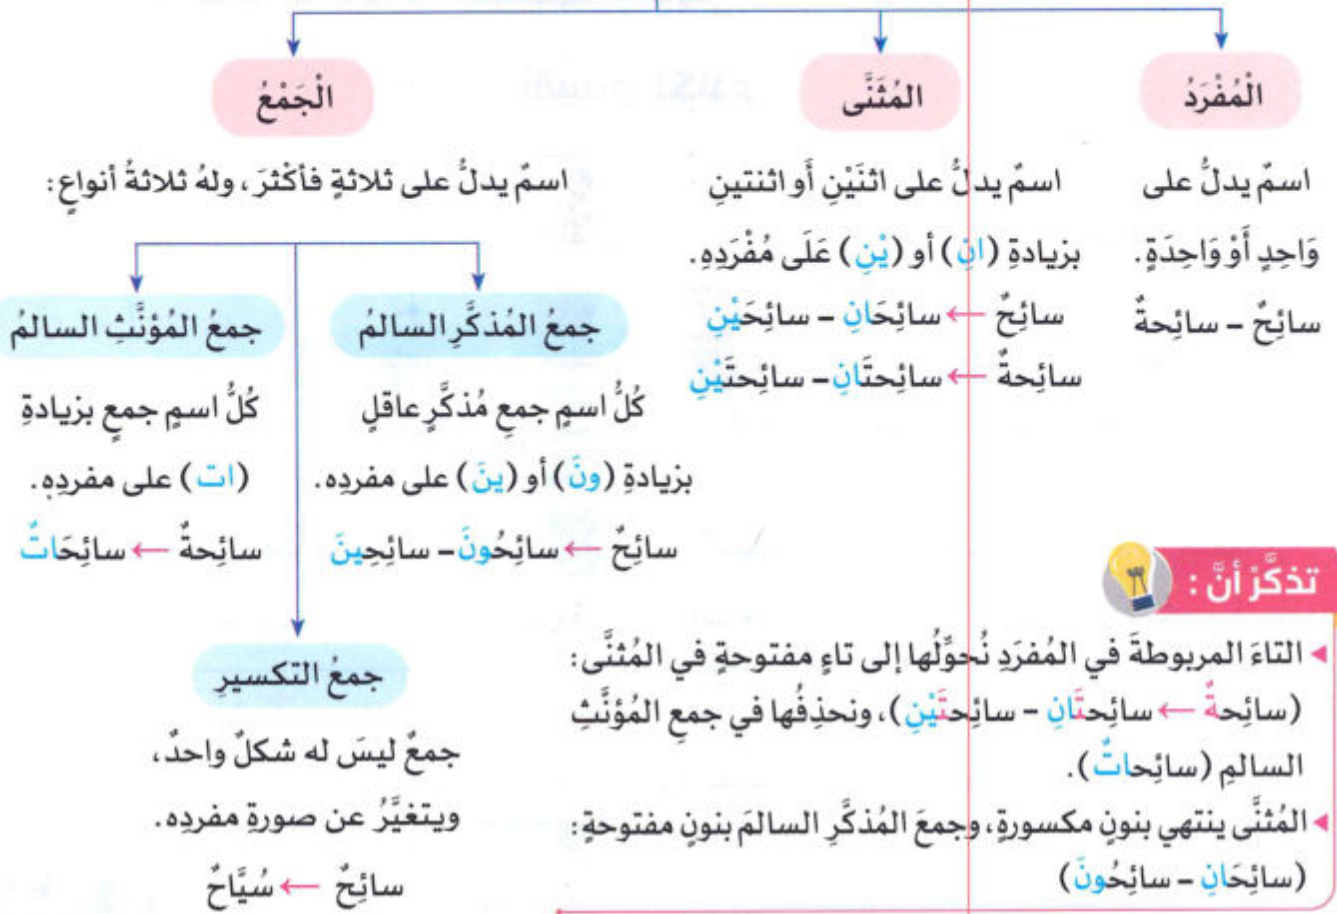 الْمُفْرَدُ
اسمٌ يدلُّ على
وَاحِدٍ أَوْ وَاحِدَةٍ.
سائِحٌ – سائِحةٌ
المُثَنَّى
اسمٌ يدلُّ على اثنَيْنِ أَو اثنتينِ
بزيادةِ (انِ) أو (يْنِ) عَلَى مُفْرَدِهِ.
سائِحٌ ← سائِحَانِ – سائِحَيْنِ
سائِحةٌ ← سائِحتَانِ – سائِحتَيْنِ
الْجَمْعُ
اسمٌ يدلُّ على ثلاثةٍ فأكْثرَ، ولهُ ثلاثةُ أنواعٍ:
جمعُ المُذكَّرِ السالمُ
كُلُّ اسمٍ جمعِ مُذكَّرٍ عاقلٍ
بزيادةِ (ونَ) أو (ينَ) على مفردِه.
سائِحٌ ← سائِحُونَ – سائِحِينَ
جمعُ المُؤنَّثِ السالمُ
كُلُّ اسمٍ جمعٍ بزيادةِ
(ات) على مفردِهِ.
سائِحةٌ ← سائِحَاتٌ
جمعُ التكسيرِ
جمعٌ ليسَ له شكلٌ واحدٌ،
ويتغيَّرُ عن صورةِ مفردِه.
سائِحٌ ← سُيَّاحٌ
تذكَّرْ أنَّ:
التاءَ المربوطةَ في المُفرَدِ نُحوِّلُها إلى تاءٍ مفتوحةٍ في المُثنَّى:
(سائِحةٌ ← سائِحتَانِ – سائِحتَيْنِ)، ونحذِفُها في جمعِ المُؤنَّثِ
السالمِ (سائِحاتٌ).
المُثنَّى ينتهي بنونٍ مكسورةٍ، وجمعَ المُذكَّرِ السالمَ بنونٍ مفتوحةٍ:
(سائِحَانِ – سائِحُونَ)